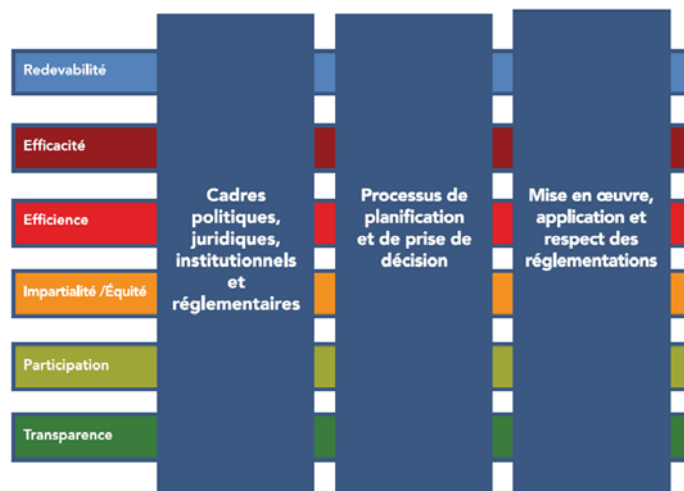 Redevabilité
Efficacité
Efficience
Impartialité /Équité
Participation
Transparence
Cadres
politiques,
juridiques,
institutionnels
et
réglementaires
Processus de
planification
et de prise de
décision
Mise en œuvre,
application et
respect des
réglementations